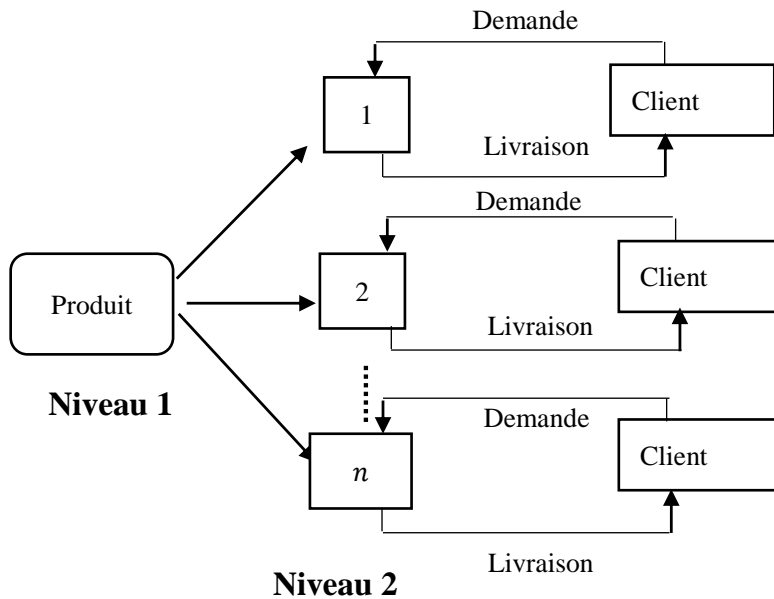 Demande
1
Client
Livraison
Demande
2
Client
Produit
Livraison
Niveau 1
Demande
n
Client
Livraison
Niveau 2